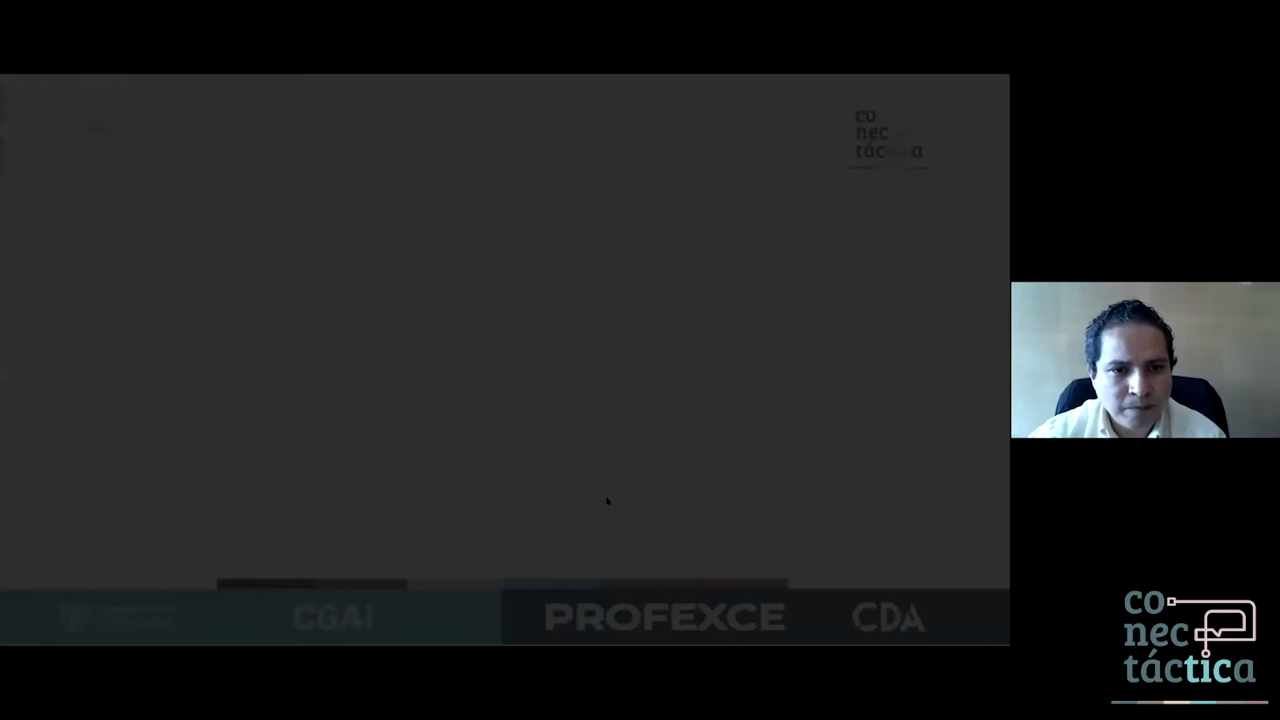 co
nec
táctica
CGAI
PROFEXCE
CDA
co
nec
táctica